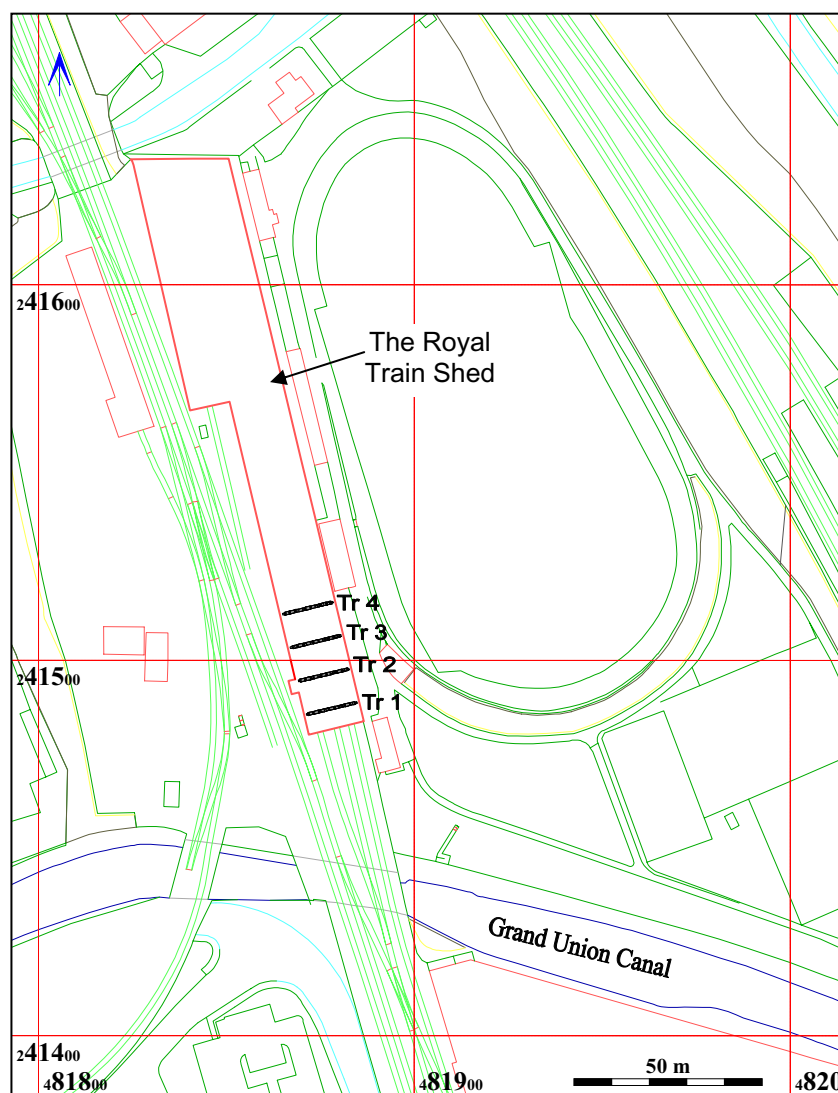 241600
The Royal
Train Shed
Tr 4
Tr 3
Tr 2
241500
Tr 1
Grand Union Canal
241400
481800
481900
50 m
4820